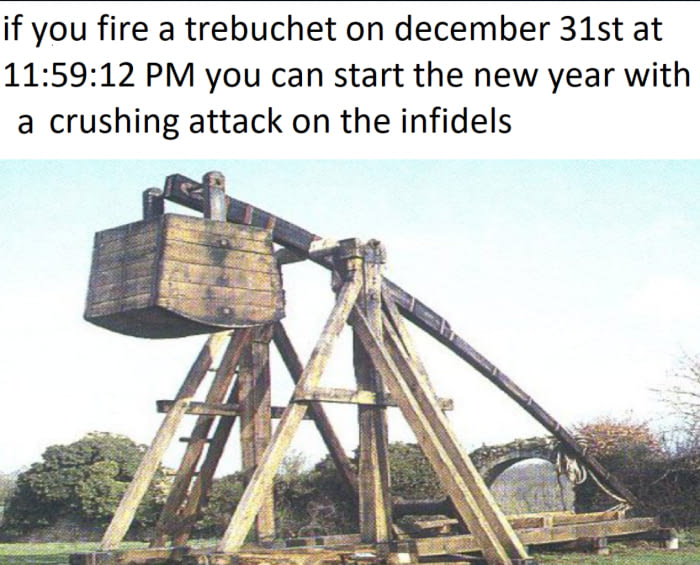 if you fire a trebuchet on december 31st at
11:59:12 PM you can start the new year with
a crushing attack on the infidels